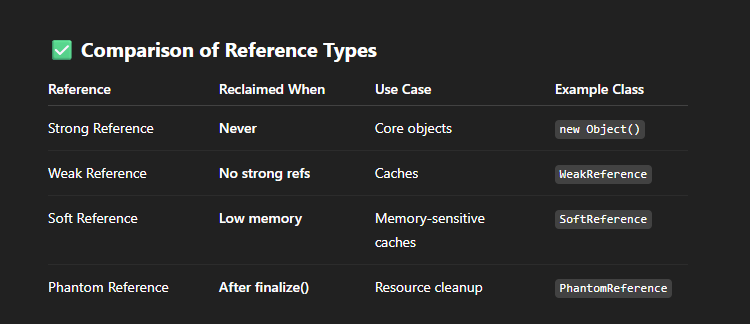 ✅ Comparison of Reference Types
Reference Reclaimed When Use Case Example Class
Strong Reference Never Core objects new Object()
Weak Reference No strong refs Caches WeakReference
Soft Reference Low memory Memory-sensitive caches SoftReference
Phantom Reference After finalize() Resource cleanup PhantomReference